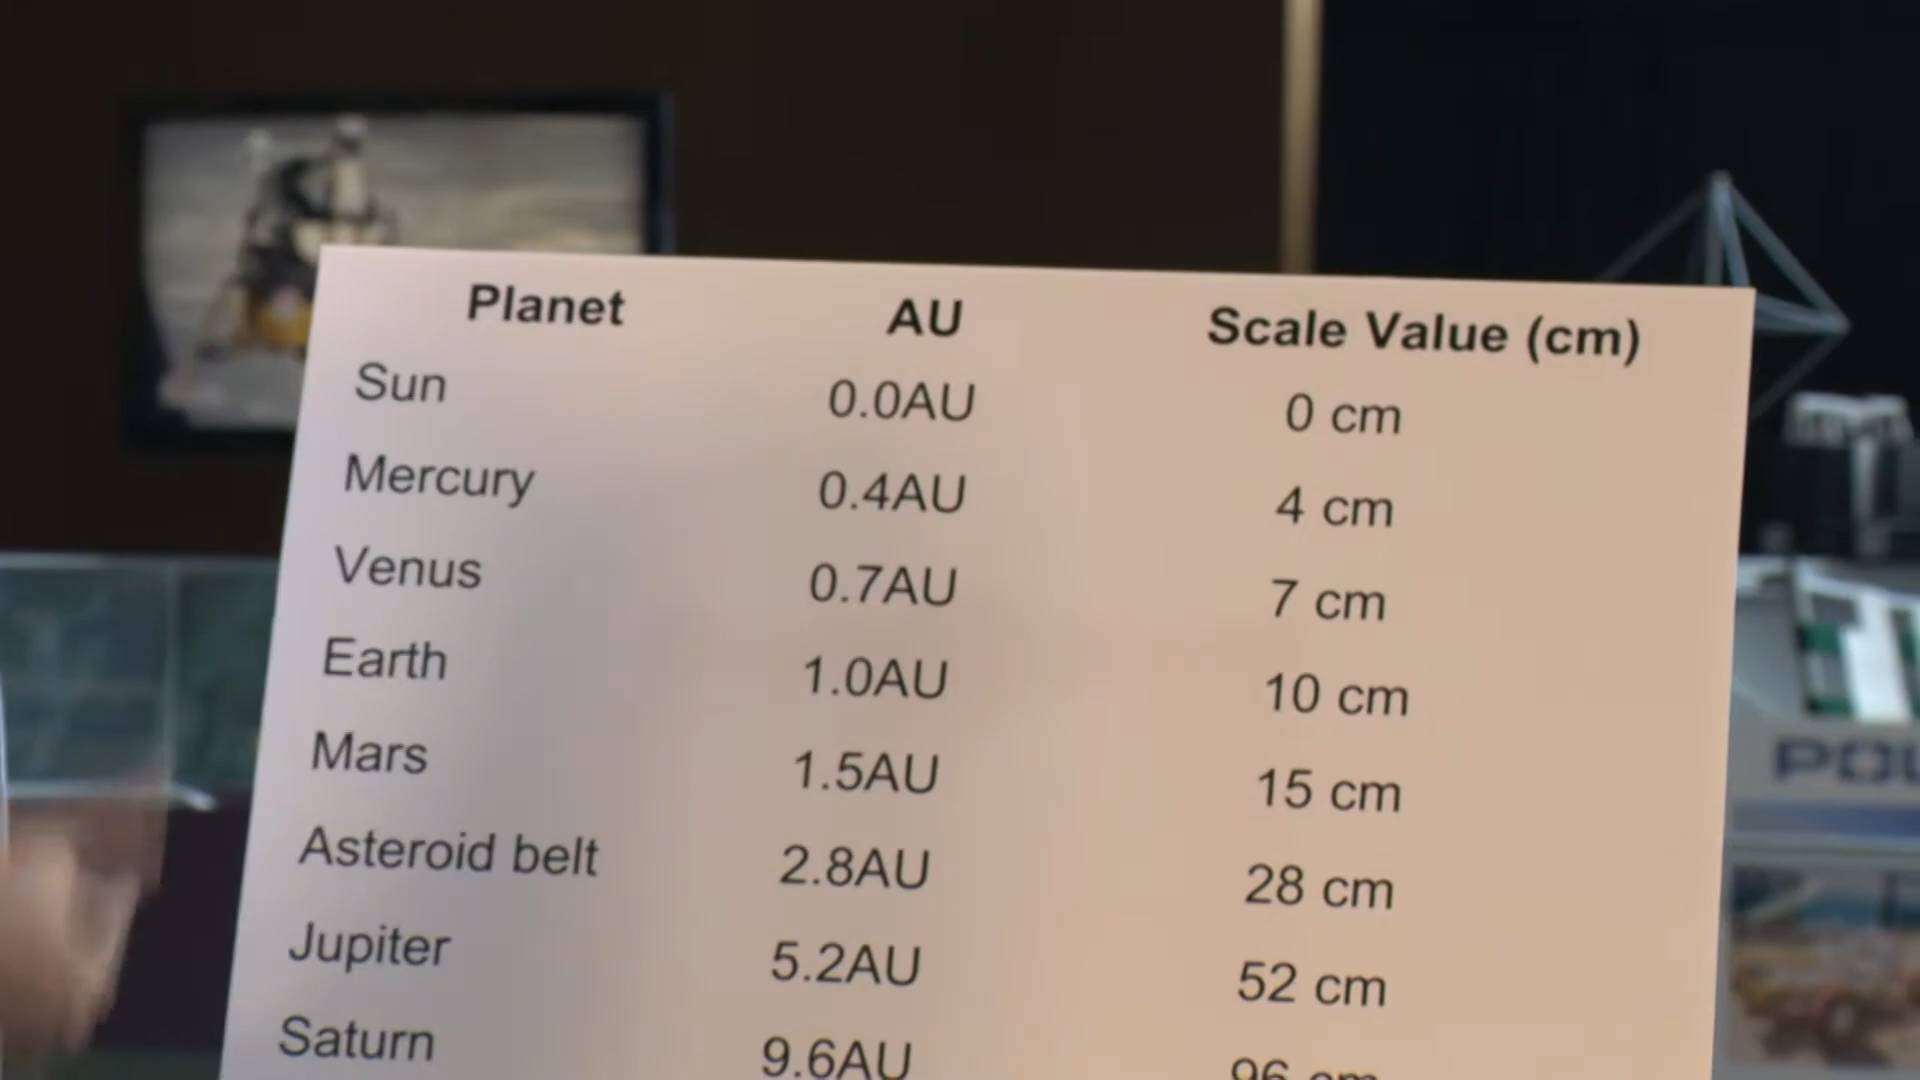 Planet AU Scale Value (cm)
Sun 0.0AU 0 cm
Mercury 0.4AU 4 cm
Venus 0.7AU 7 cm
Earth 1.0AU 10 cm
Mars 1.5AU 15 cm
Asteroid belt 2.8AU 28 cm
Jupiter 5.2AU 52 cm
Saturn 9.6AU 96 cm